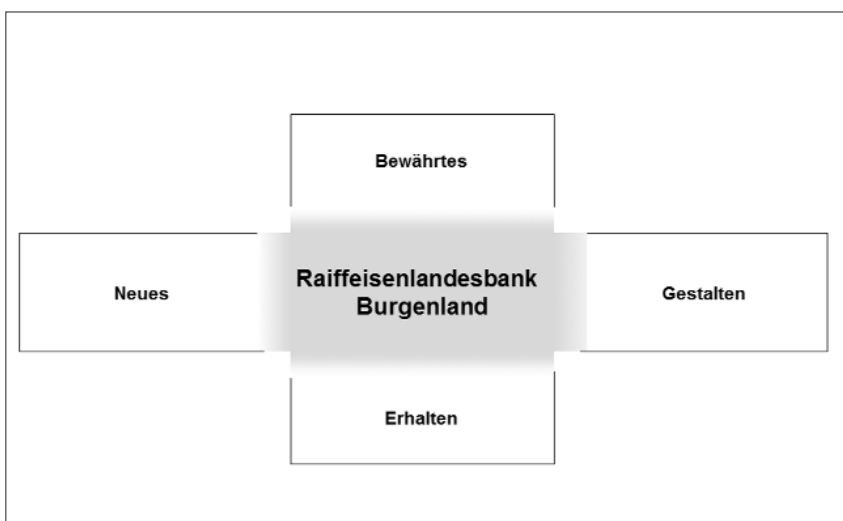 Bewährtes
Neues
Raiffeisenlandesbank
Burgenland
Gestalten
Erhalten